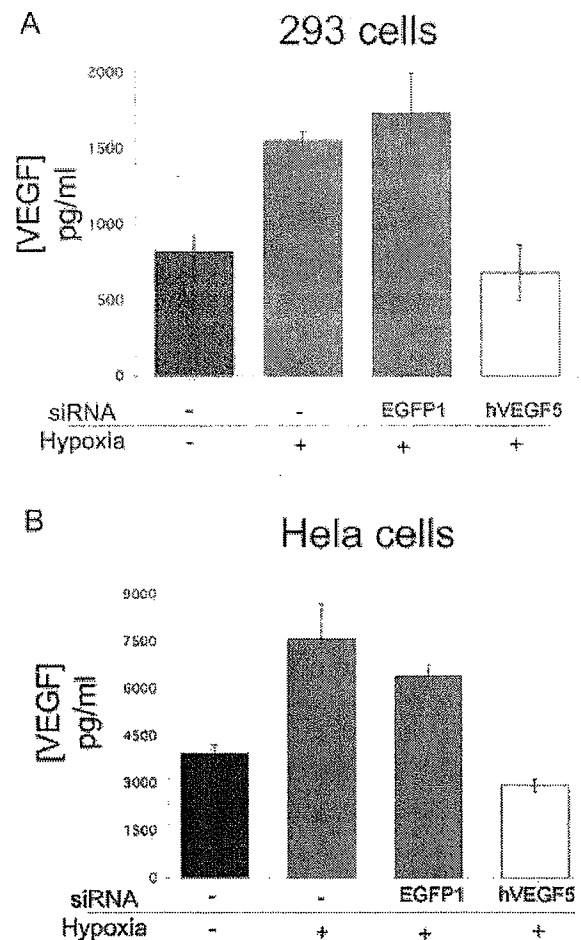 A
293 cells
[VEGF]
pg/ml
2000
1500
1000
500
0
siRNA - - EGFP1 hVEGF5
Hypoxia - + + +
B
Hela cells
[VEGF]
pg/ml
9000
7500
6000
4500
3000
1500
0
siRNA - - EGFP1 hVEGF5
Hypoxia - + + +